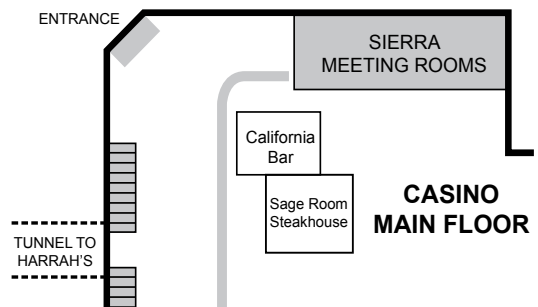 ENTRANCE
SIERRA
MEETING ROOMS
California
Bar
Sage Room
Steakhouse
CASINO
MAIN FLOOR
TUNNEL TO
HARRAH'S